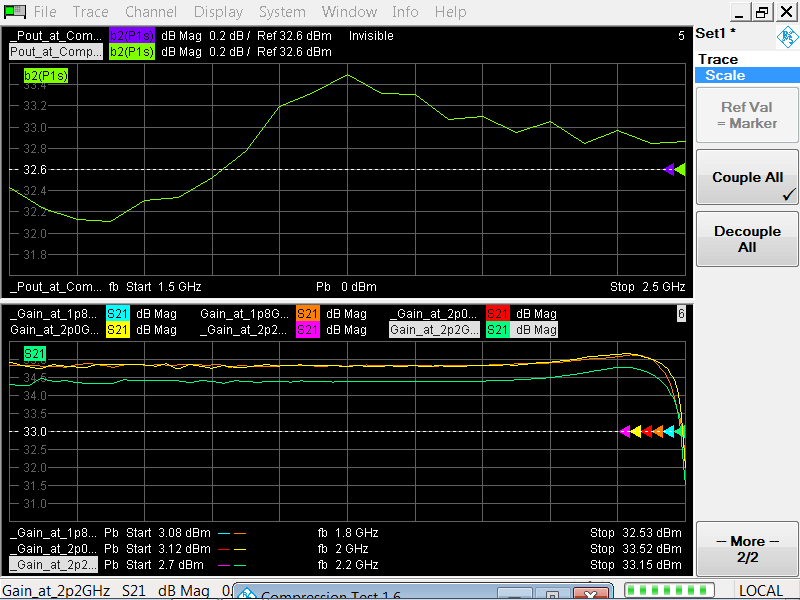 File Trace Channel Display System Window Info Help
_Pout_at_Com... b2(P1s) dB Mag 0.2 dB / Ref 32.6 dBm Invisible 5
Pout_at_Comp... b2(P1s) dB Mag 0.2 dB / Ref 32.6 dBm
b2(P1s)
33.4
33.2
33.0
32.8
32.6
32.4
32.2
32.0
31.8
_Pout_at_Com... fb Start 1.5 GHz Pb 0 dBm Stop 2.5 GHz
_Gain_at_1p8... S21 dB Mag Gain_at_1p8G... S21 dB Mag _Gain_at_2p0... S21 dB Mag 6
Gain_at_2p0G... S21 dB Mag _Gain_at_2p2... S21 dB Mag Gain_at_2p2G... S21 dB Mag
S21
34.5
34.0
33.5
33.0
32.5
32.0
31.5
31.0
_Gain_at_1p8... Pb Start 3.08 dBm — — fb 1.8 GHz Stop 32.53 dBm
_Gain_at_2p0... Pb Start 3.12 dBm — — fb 2 GHz Stop 33.52 dBm
_Gain_at_2p2... Pb Start 2.7 dBm — — fb 2.2 GHz Stop 33.15 dBm
Set1 *
Trace
Scale
Ref Val
= Marker
Couple All
Decouple
All
– More –
2/2
Gain_at_2p2GHz S21 dB Mag 0. Compression Test 1.6 LOCAL